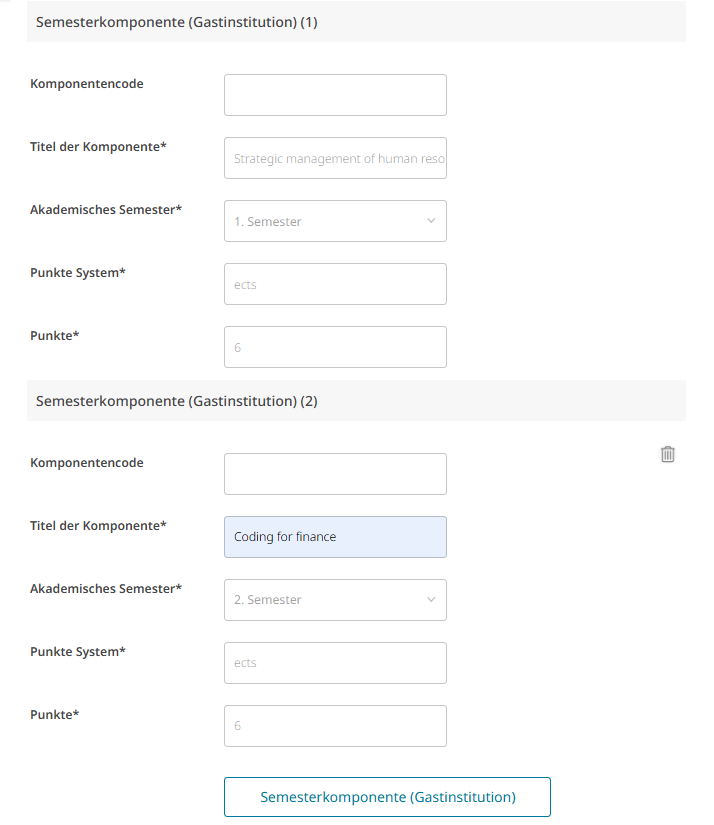 Semesterkomponente (Gastinstitution) (1)
Komponentencode
Titel der Komponente*
Strategic management of human reso
Akademisches Semester*
1. Semester
Punkte System*
ects
Punkte*
6
Semesterkomponente (Gastinstitution) (2)
Komponentencode
Titel der Komponente*
Coding for finance
Akademisches Semester*
2. Semester
Punkte System*
ects
Punkte*
6
Semesterkomponente (Gastinstitution)